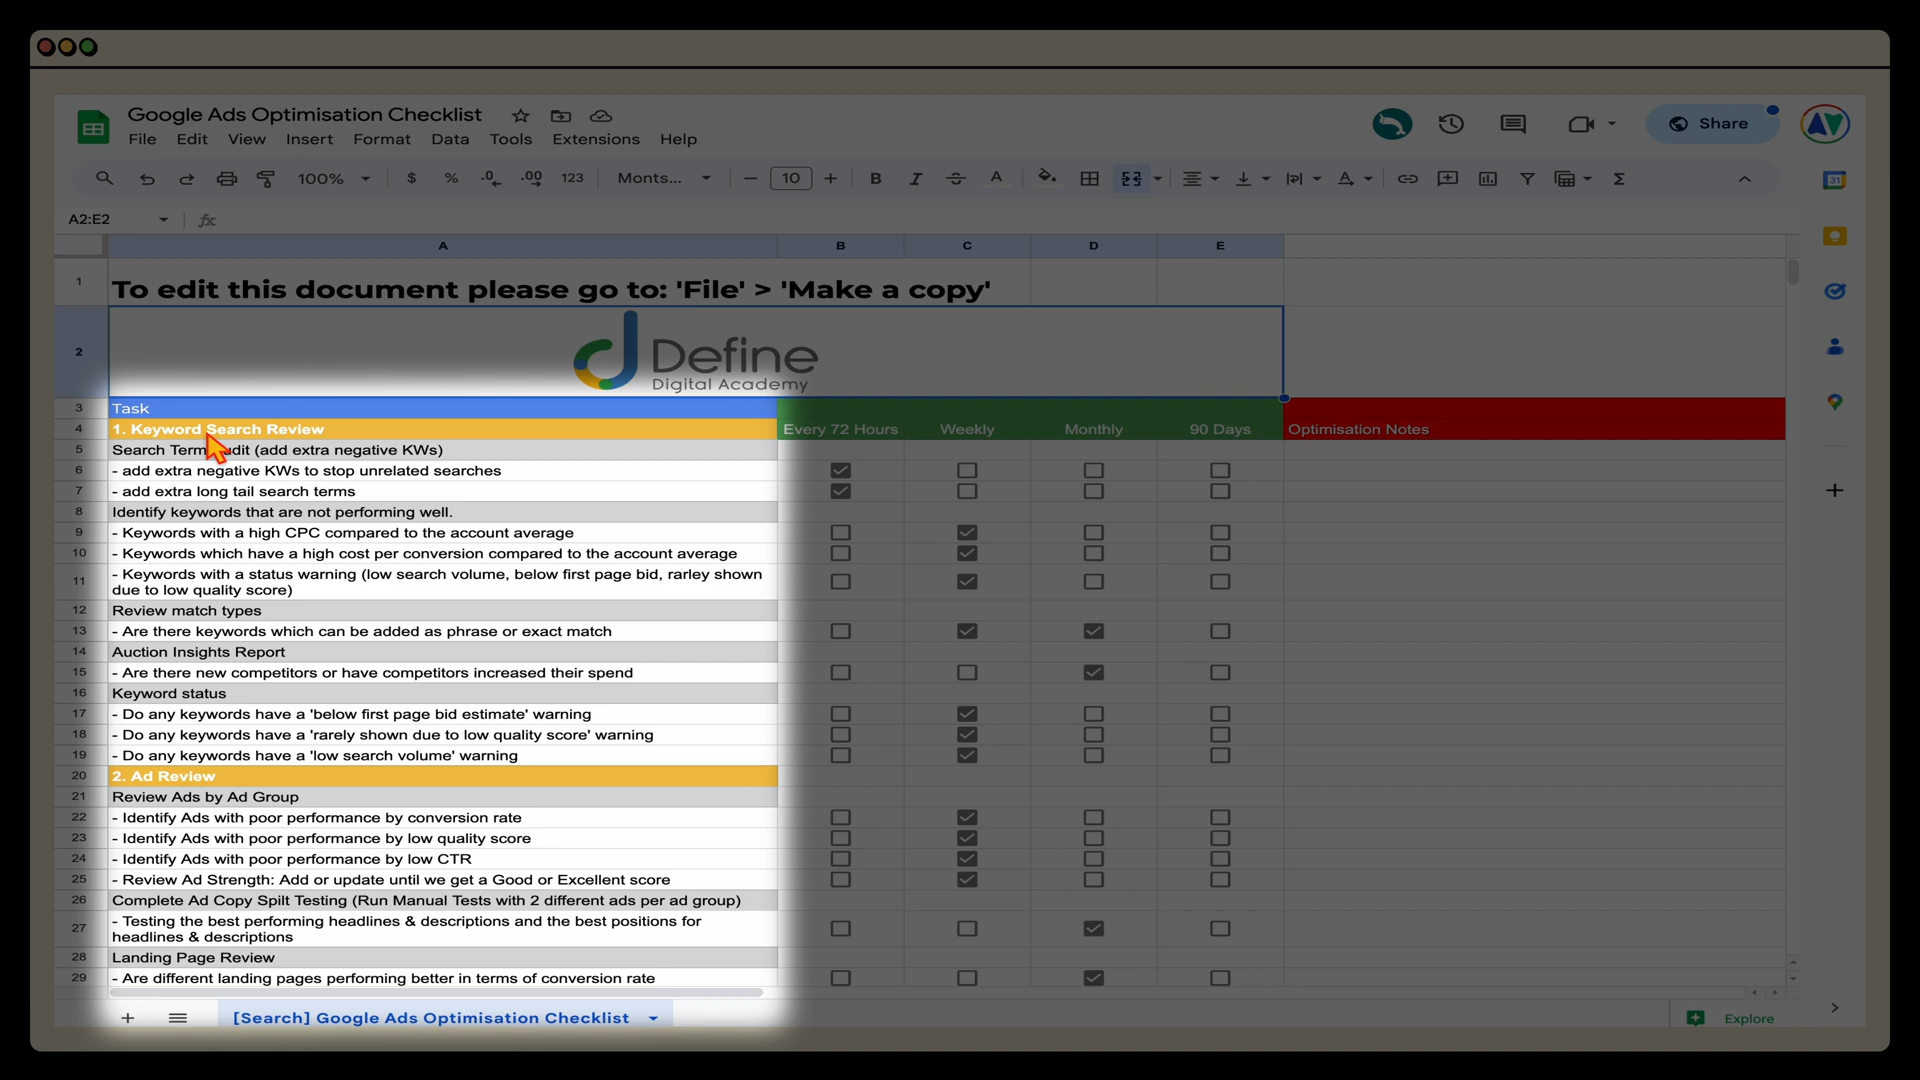 Google Ads Optimisation Checklist
File Edit View Insert Format Data Tools Extensions Help
Share
100% $ % .0 .00 123 Monts... 10 B I A Σ
31
A2:E2 fx
A B C D E
1 To edit this document please go to: 'File' > 'Make a copy'
2 Define
Digital Academy
3 Task
4 1. Keyword Search Review Every 72 Hours Weekly Monthly 90 Days Optimisation Notes
5 Search Term dit (add extra negative KWs)
6 - add extra negative KWs to stop unrelated searches
7 - add extra long tail search terms
8 Identify keywords that are not performing well.
9 - Keywords with a high CPC compared to the account average
10 - Keywords which have a high cost per conversion compared to the account average
11 - Keywords with a status warning (low search volume, below first page bid, rarley shown
due to low quality score)
12 Review match types
13 - Are there keywords which can be added as phrase or exact match
14 Auction Insights Report
15 - Are there new competitors or have competitors increased their spend
16 Keyword status
17 - Do any keywords have a 'below first page bid estimate' warning
18 - Do any keywords have a 'rarely shown due to low quality score' warning
19 - Do any keywords have a 'low search volume' warning
20 2. Ad Review
21 Review Ads by Ad Group
22 - Identify Ads with poor performance by conversion rate
23 - Identify Ads with poor performance by low quality score
24 - Identify Ads with poor performance by low CTR
25 - Review Ad Strength: Add or update until we get a Good or Excellent score
26 Complete Ad Copy Spilt Testing (Run Manual Tests with 2 different ads per ad group)
27 - Testing the best performing headlines & descriptions and the best positions for
headlines & descriptions
28 Landing Page Review
29 - Are different landing pages performing better in terms of conversion rate
[Search] Google Ads Optimisation Checklist
Explore